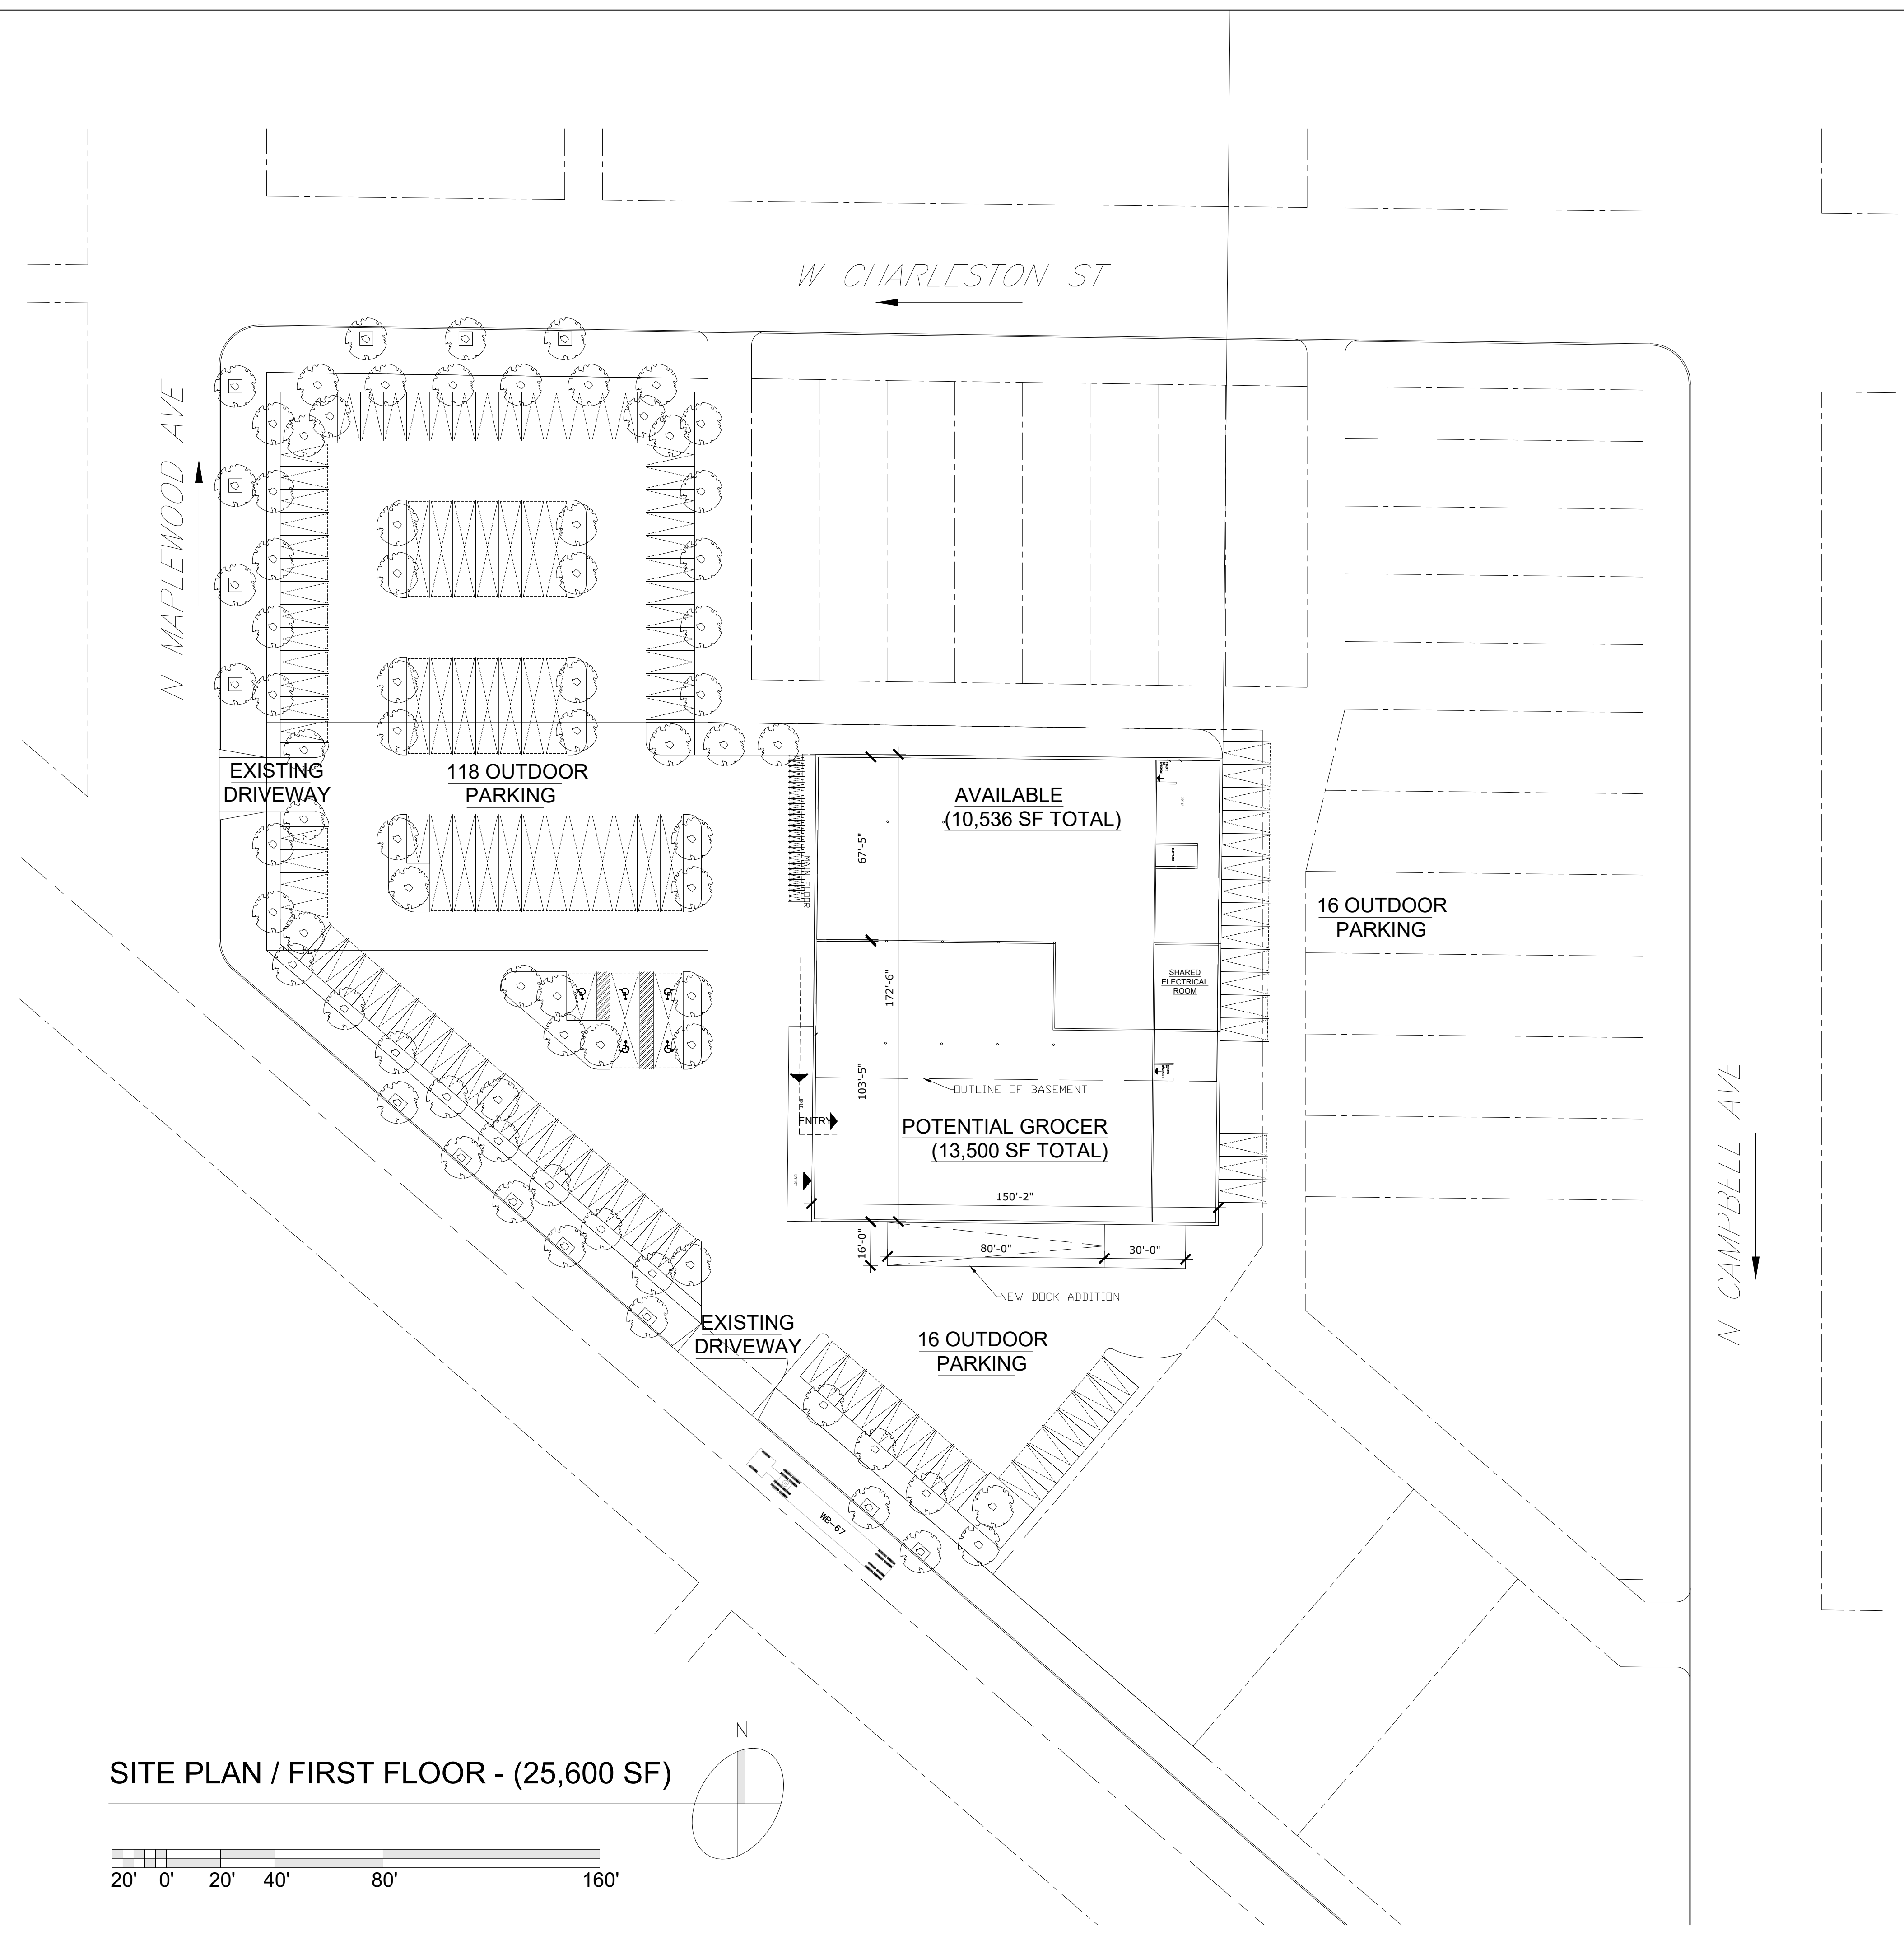 W CHARLESTON ST
N MAPLEWOOD AVE
EXISTING
DRIVEWAY
118 OUTDOOR
PARKING
AVAILABLE
(10,536 SF TOTAL)
67'-5"
MAIN FLOOR
16 OUTDOOR
PARKING
172'-6"
SHARED
ELECTRICAL
ROOM
103'-5"
OUTLINE OF BASEMENT
ENTRY
POTENTIAL GROCER
(13,500 SF TOTAL)
150'-2"
16'-0"
80'-0"
30'-0"
NEW DOCK ADDITION
N CAMPBELL AVE
EXISTING
DRIVEWAY
16 OUTDOOR
PARKING
WB-67
N
SITE PLAN / FIRST FLOOR - (25,600 SF)
20' 0' 20' 40' 80' 160'